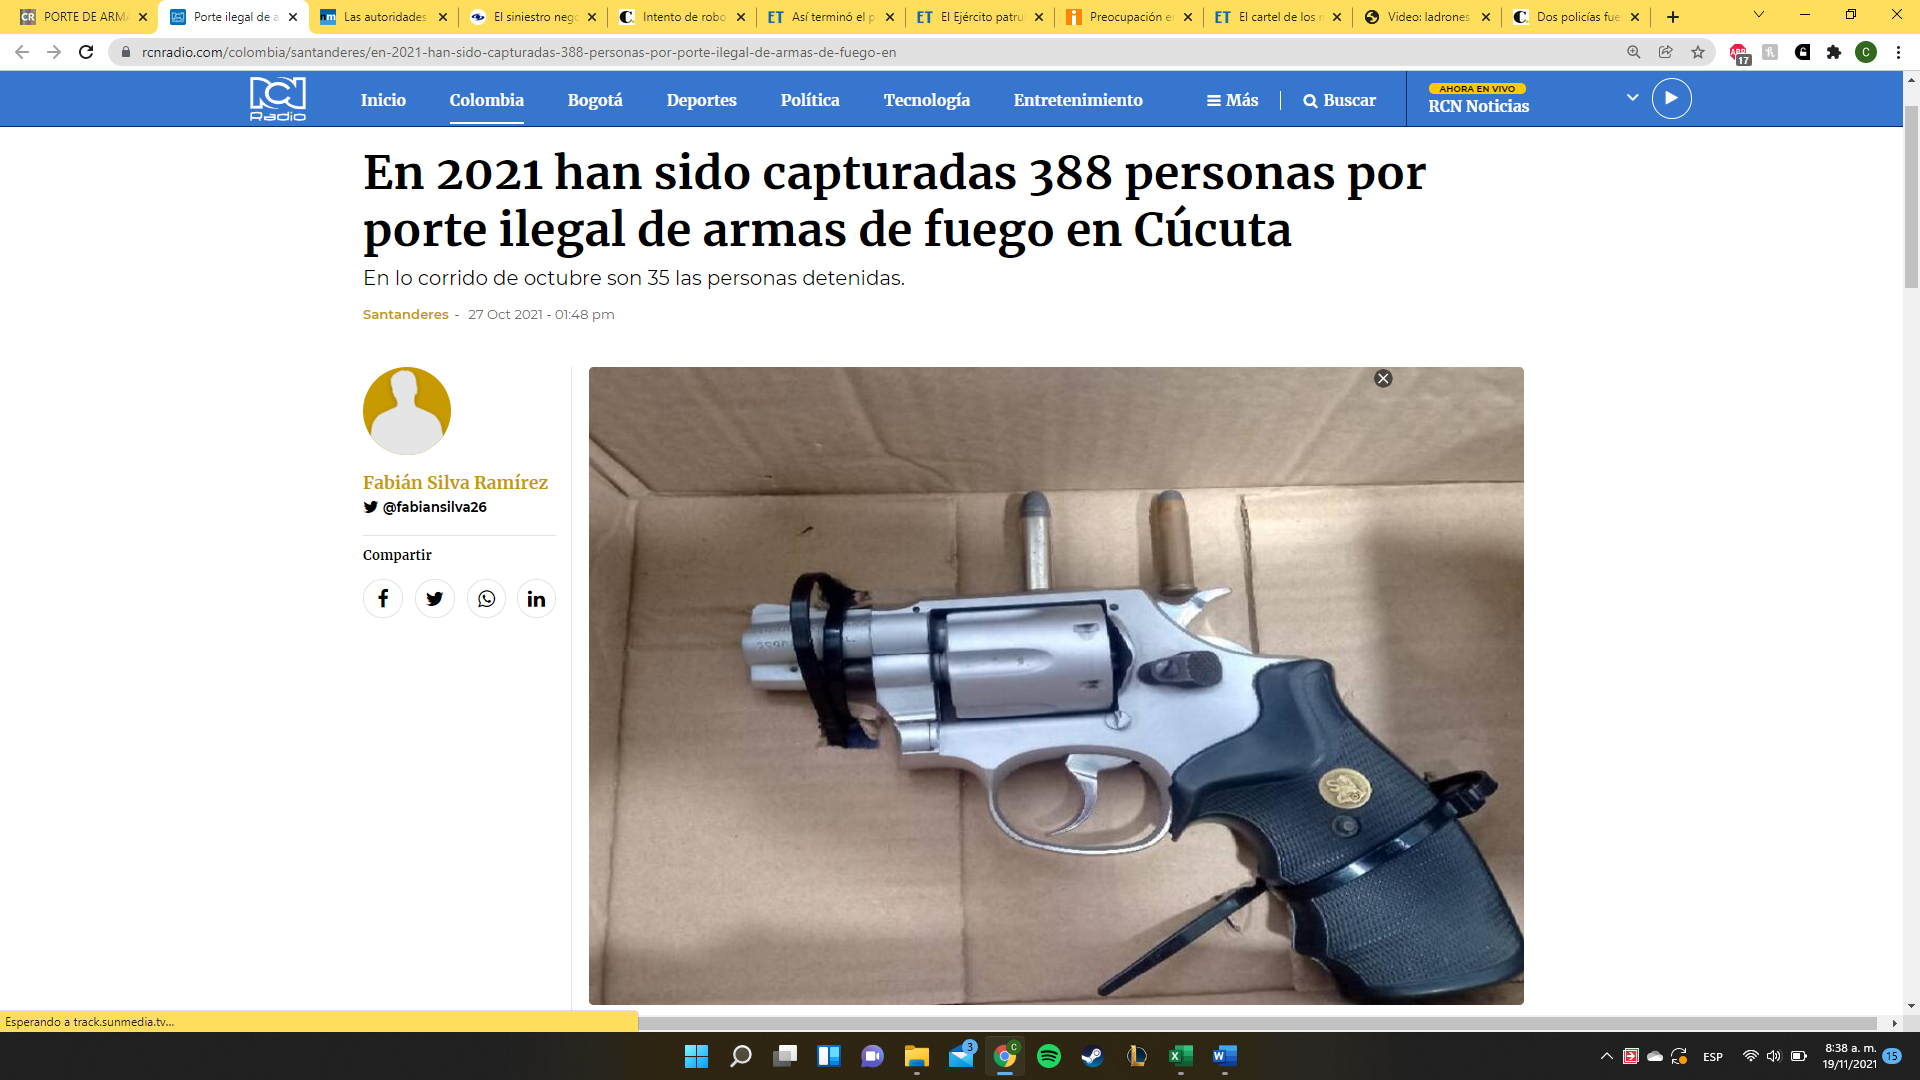 PORTE DE ARMA
Porte ilegal de a
Las autoridades
El siniestro nego
Intento de robo
Así terminó el p
El Ejército patru
Preocupación e
El cartel de los
Video: ladrones
Dos policías fue
rcnradio.com/colombia/santanderes/en-2021-han-sido-capturadas-388-personas-por-porte-ilegal-de-armas-de-fuego-en
17
C
RCN
Radio
Inicio
Colombia
Bogotá
Deportes
Política
Tecnología
Entretenimiento
Más
Buscar
AHORA EN VIVO
RCN Noticias
En 2021 han sido capturadas 388 personas por
porte ilegal de armas de fuego en Cúcuta
En lo corrido de octubre son 35 las personas detenidas.
Santanderes - 27 Oct 2021 - 01:48 pm
Fabián Silva Ramírez
@fabiansilva26
Compartir
Esperando a track.sunmedia.tv...
3
ESP
8:38 a. m.
19/11/2021
15